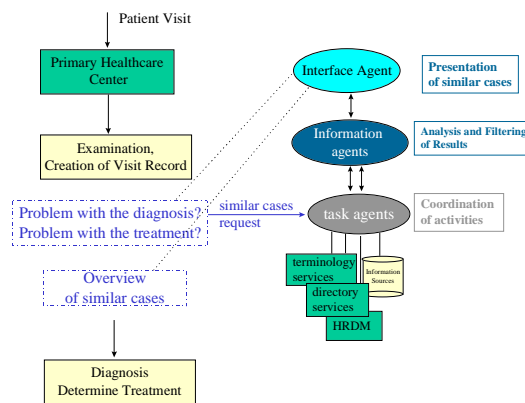 Patient Visit
Primary Healthcare
Center
Examination,
Creation of Visit Record
Problem with the diagnosis?
Problem with the treatment?
similar cases
request
Overview
of similar cases
Diagnosis
Determine Treatment
Interface Agent
Presentation
of similar cases
Information
agents
Analysis and Filtering
of Results
task agents
Coordination
of activities
terminology
services
Information
Sources
directory
services
HRDM